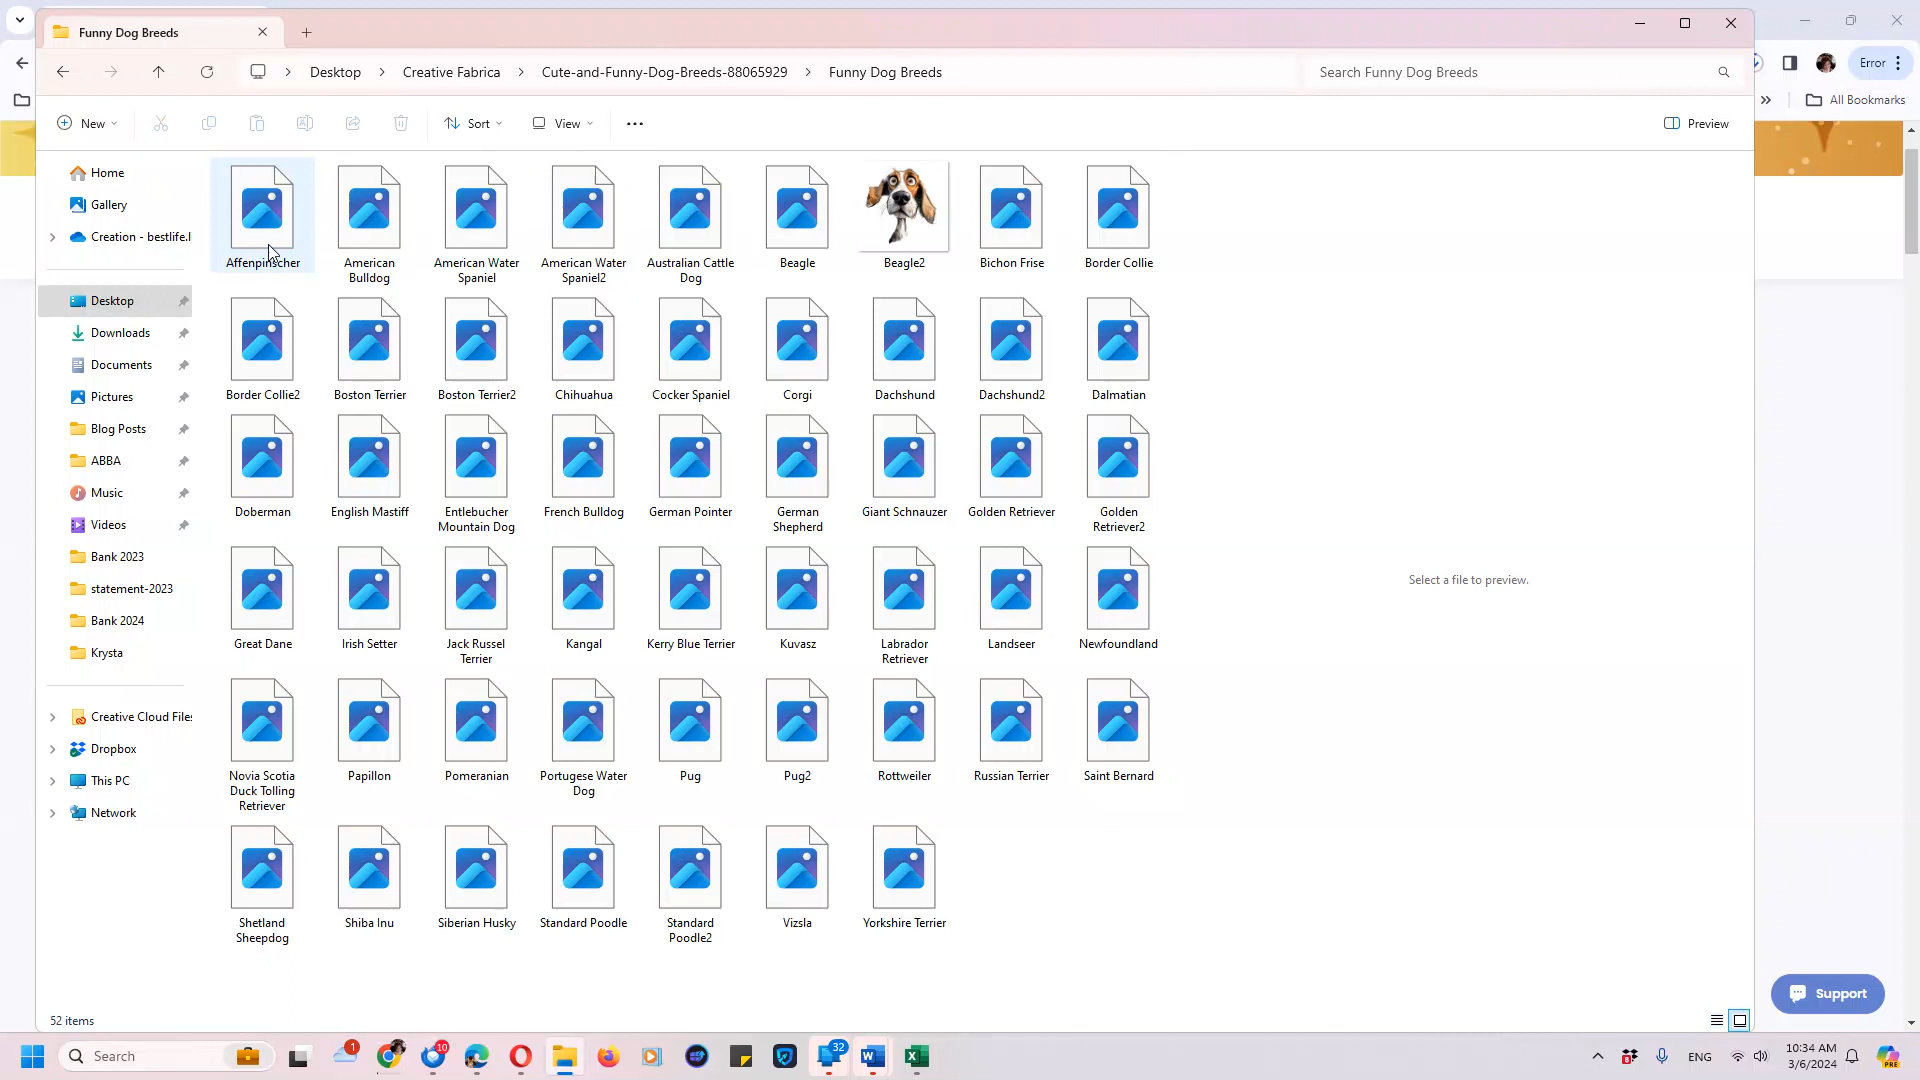 Funny Dog Breeds
Error
Desktop
Creative Fabrica
Cute-and-Funny-Dog-Breeds-88065929
Funny Dog Breeds
Search Funny Dog Breeds
All Bookmarks
New
Sort
View
Preview
Home
Gallery
Creation - bestlife.l
Desktop
Downloads
Documents
Pictures
Blog Posts
ABBA
Music
Videos
Bank 2023
statement-2023
Bank 2024
Krysta
Creative Cloud Files
Dropbox
This PC
Network
Affenpinscher
American
Bulldog
American Water
Spaniel
American Water
Spaniel2
Australian Cattle
Dog
Beagle
Beagle2
Bichon Frise
Border Collie
Border Collie2
Boston Terrier
Boston Terrier2
Chihuahua
Cocker Spaniel
Corgi
Dachshund
Dachshund2
Dalmatian
Doberman
English Mastiff
Entlebucher
Mountain Dog
French Bulldog
German Pointer
German
Shepherd
Giant Schnauzer
Golden Retriever
Golden
Retriever2
Great Dane
Irish Setter
Jack Russel
Terrier
Kangal
Kerry Blue Terrier
Kuvasz
Labrador
Retriever
Landseer
Newfoundland
Novia Scotia
Duck Tolling
Retriever
Papillon
Pomeranian
Portugese Water
Dog
Pug
Pug2
Rottweiler
Russian Terrier
Saint Bernard
Shetland
Sheepdog
Shiba Inu
Siberian Husky
Standard Poodle
Standard
Poodle2
Vizsla
Yorkshire Terrier
Select a file to preview.
Support
52 items
Search
1
10
32
ENG
10:34 AM
3/6/2024
PRE